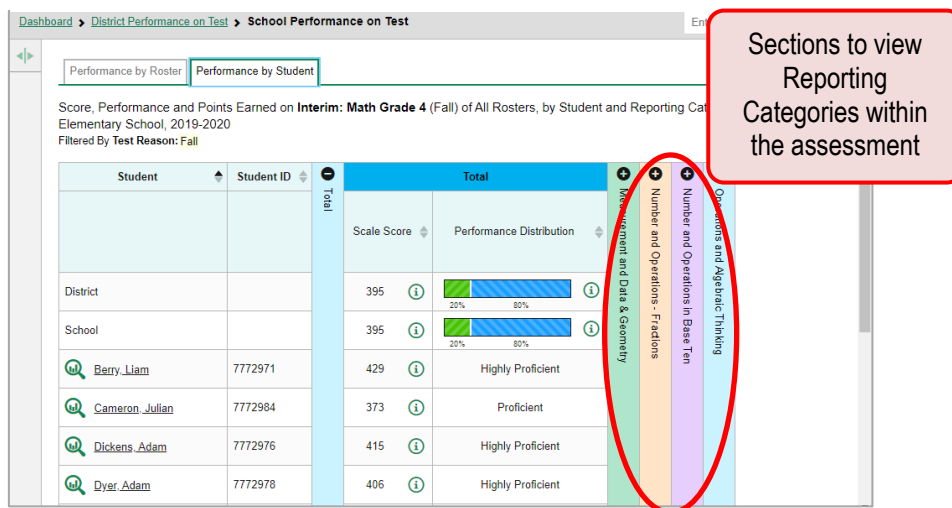 Dashboard > District Performance on Test > School Performance on Test
Ent
Sections to view
Reporting
Categories within
the assessment
Performance by Roster
Performance by Student
Score, Performance and Points Earned on Interim: Math Grade 4 (Fall) of All Rosters, by Student and Reporting Cat
Elementary School, 2019-2020
Filtered By Test Reason: Fall
Student Student ID Total Total
Scale Score Performance Distribution
Measurement and Data & Geometry
Number and Operations - Fractions
Number and Operations in Base Ten
Operations and Algebraic Thinking
District 395
20% 80%
School 395
20% 80%
Berry, Liam 7772971 429 Highly Proficient
Cameron, Julian 7772984 373 Proficient
Dickens, Adam 7772976 415 Highly Proficient
Dyer, Adam 7772978 406 Highly Proficient